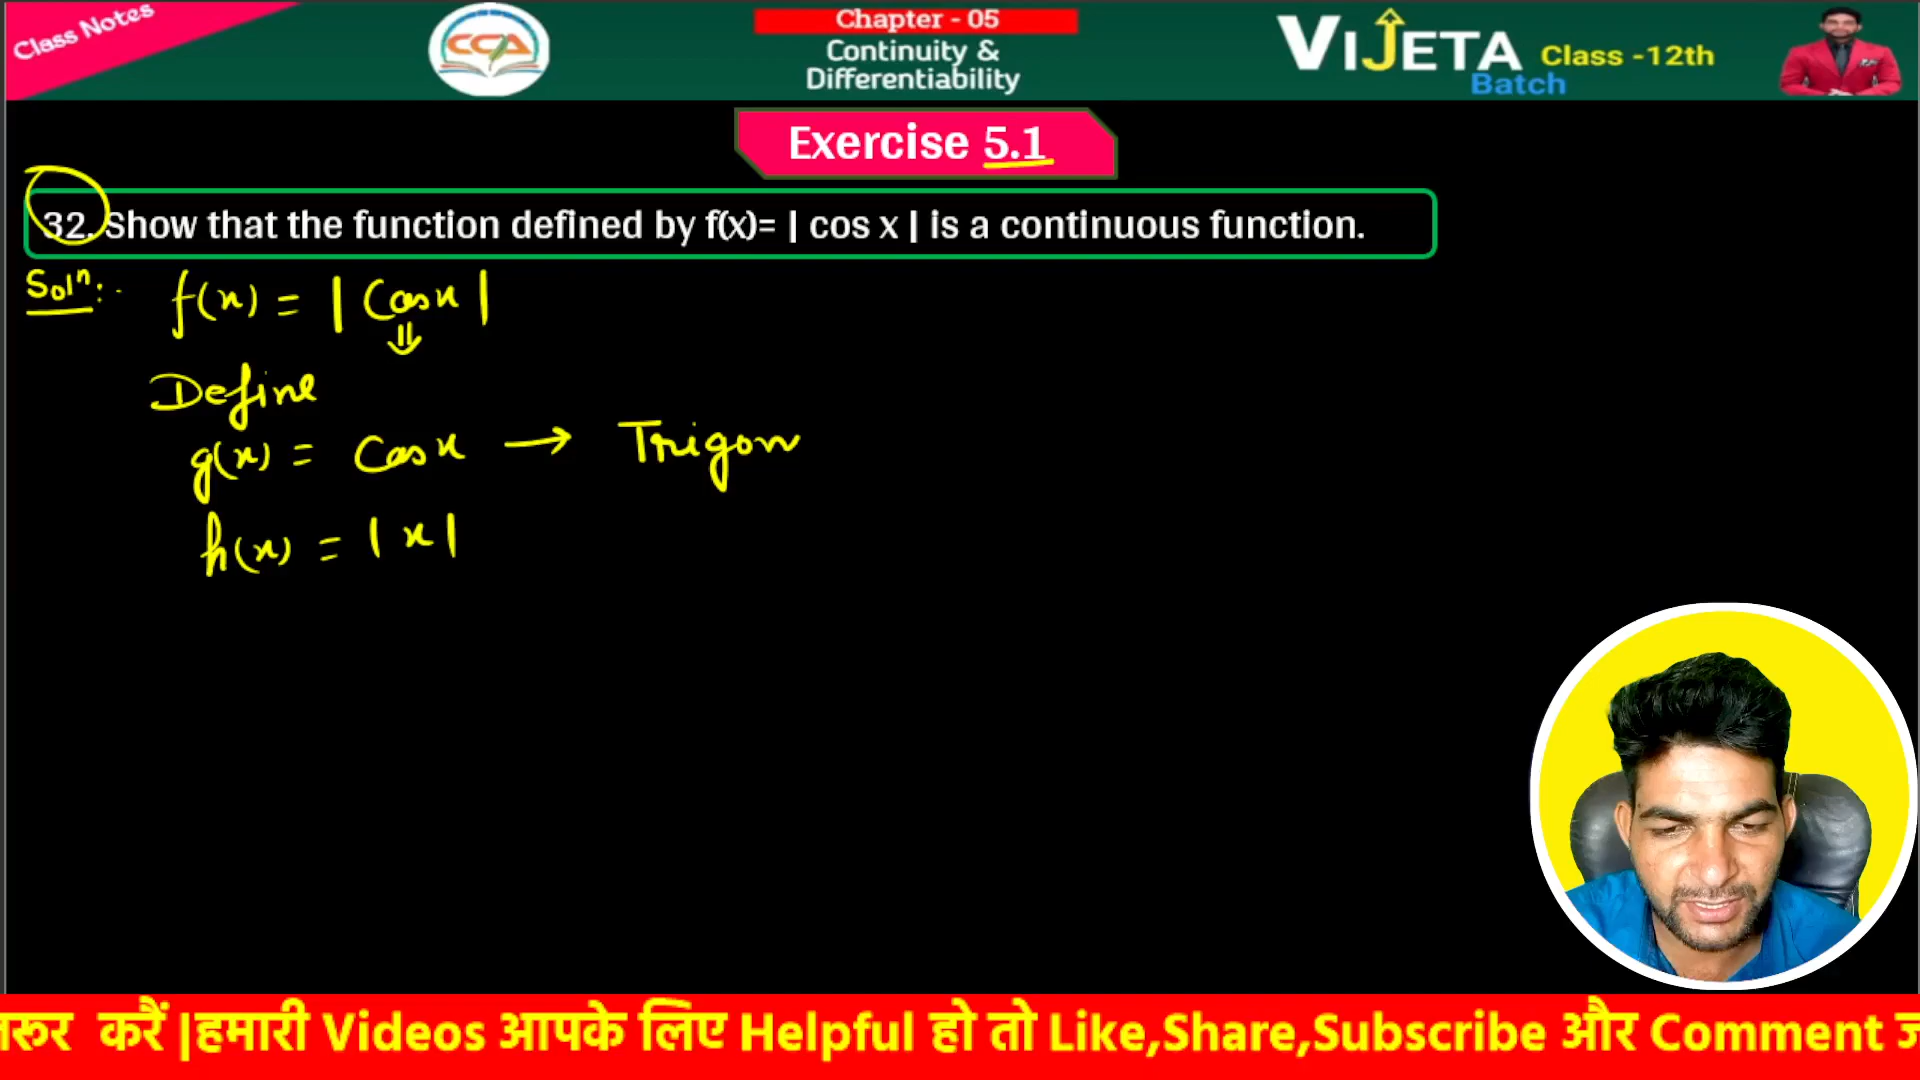 Class Notes
CCA
Chapter - 05
Continuity &
Differentiability
VIJETA Class -12th
Batch
Exercise 5.1
32. Show that the function defined by f(x)= | cos x | is a continuous function.
Solⁿ:- f(x) = | Cos x |
⇓
Define
g(x) = Cos x → Trigon
h(x) = | x |
करें |हमारी Videos आपके लिए Helpful हो तो Like,Share,Subscribe और Comment